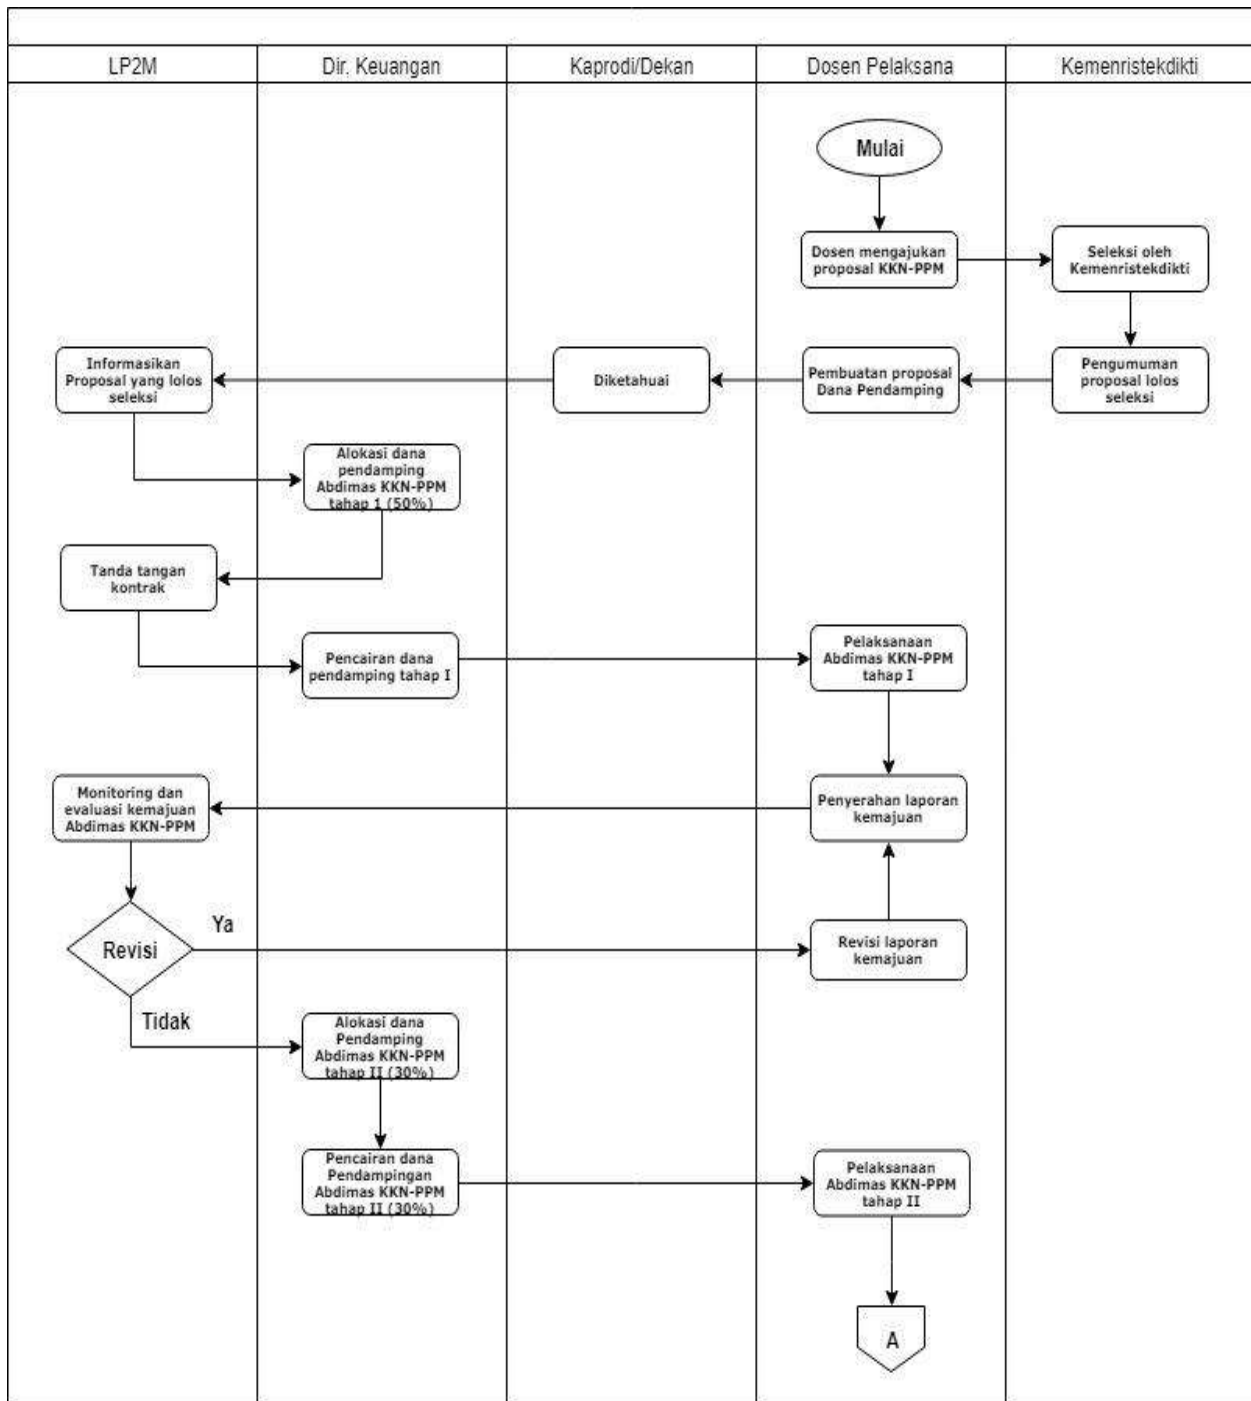 LP2M
Dir. Keuangan
Kaprodi/Dekan
Dosen Pelaksana
Kemenristekdikti
Mulai
Dosen mengajukan
proposal KKN-PPM
Seleksi oleh
Kemenristekdikti
Informasikan
Proposal yang lolos
seleksi
Diketahuai
Pembuatan proposal
Dana Pendamping
Pengumuman
proposal lolos
seleksi
Alokasi dana
pendamping
Abdimas KKN-PPM
tahap 1 (50%)
Tanda tangan
kontrak
Pencairan dana
pendamping tahap I
Pelaksanaan
Abdimas KKN-PPM
tahap I
Monitoring dan
evaluasi kemajuan
Abdimas KKN-PPM
Penyerahan laporan
kemajuan
Revisi
Ya
Revisi laporan
kemajuan
Tidak
Alokasi dana
Pendamping
Abdimas KKN-PPM
tahap II (30%)
Pencairan dana
Pendampingan
Abdimas KKN-PPM
tahap II (30%)
Pelaksanaan
Abdimas KKN-PPM
tahap II
A